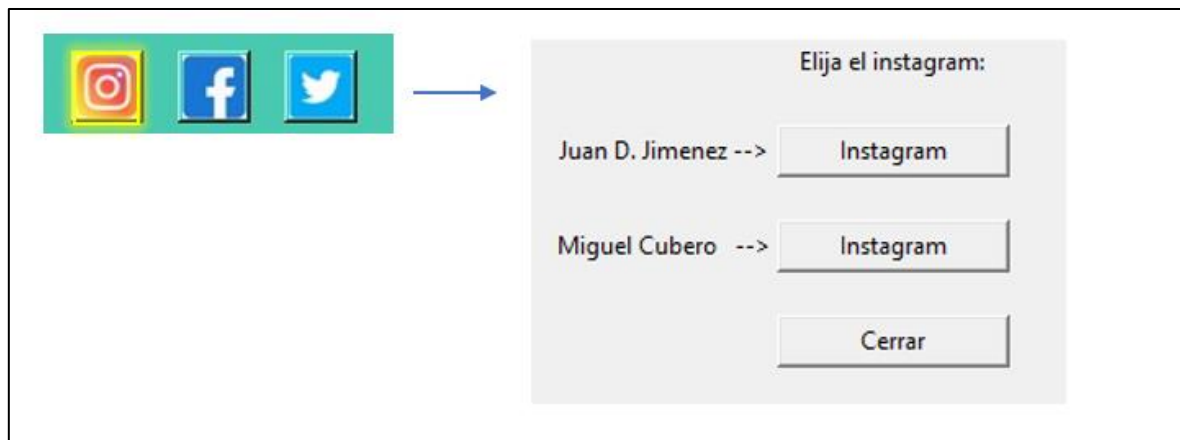 Elija el instagram:
Juan D. Jimenez --> Instagram
Miguel Cubero --> Instagram
Cerrar